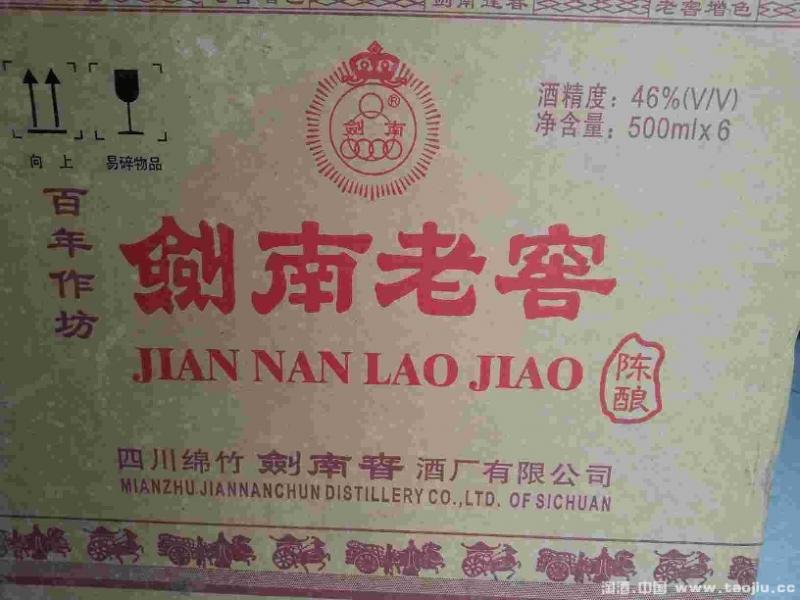 剑南逢春 老窖增色
酒精度：46%(V/V)
净含量：500mlx6
剑南
®
向上
易碎物品
百年作坊
劍南老窖
JIAN NAN LAO JIAO
陈酿
四川绵竹 劍南春 酒厂有限公司
MIANZHU JIANNANCHUN DISTILLERY CO.,LTD. OF SICHUAN
淘酒.中国 www.taojiu.cc